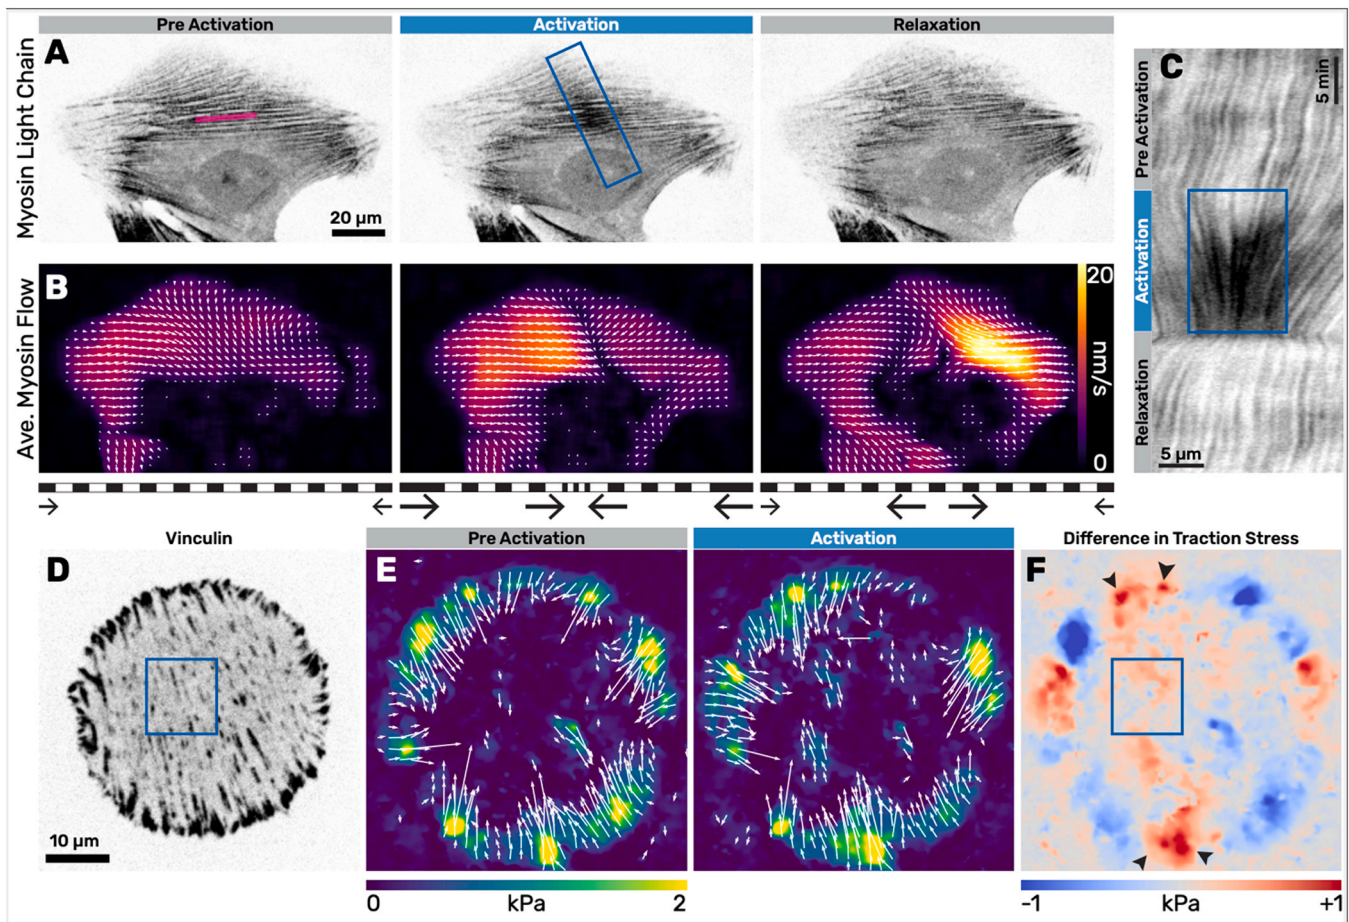 Pre Activation
Activation
Relaxation
Myosin Light Chain
A
20 µm
C
Pre Activation
Activation
Relaxation
5 min
5 µm
Ave. Myosin Flow
B
20
nm/s
0
Vinculin
D
10 µm
Pre Activation
E
Activation
Difference in Traction Stress
F
0
kPa
2
-1
kPa
+1